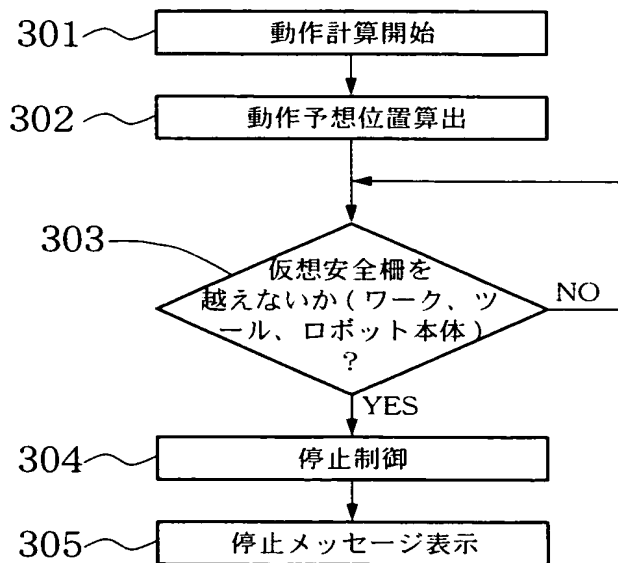 301
動作計算開始
302
動作予想位置算出
303
仮想安全柵を
越えないか(ワーク、ツ
ール、ロボット本体)
?
NO
YES
304
停止制御
305
停止メッセージ表示